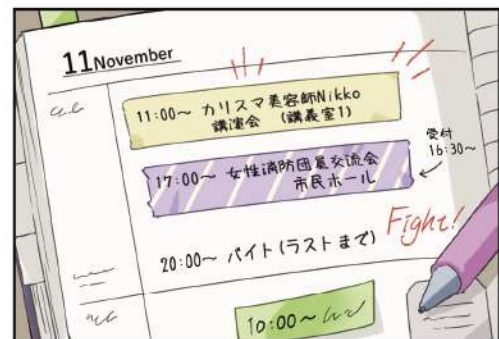 11 November
11:00～ カリスマ美容師Nikko
講演会 (講義室1)
17:00～ 女性消防団員交流会
市民ホール
受付
16:30～
20:00～ バイト(ラストまで)
Fight!
10:00～